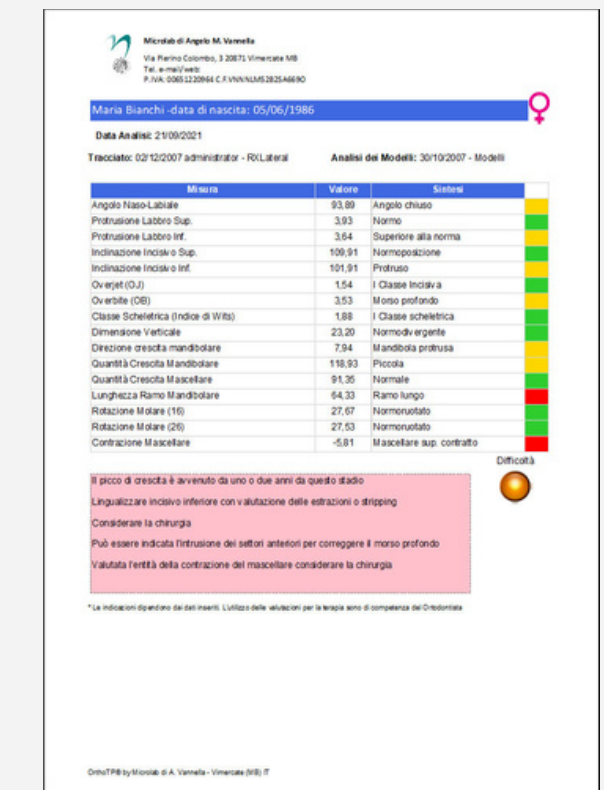 Microlab di Angelo M. Vannella
Via Pierino Colombo, 3 20871 Vimercate MB
Tel. e-mail/web:
Maria Bianchi -data di nascita: 05/06/1986
Data Analisi: 21/09/2021
Tracciato: 02/12/2007 administrator - RXLateral Analisi dei Modelli: 30/10/2007 - Modelli
Misura Valore Sintesi
Angolo Naso-Labiale 93,89 Angolo chiuso
Protrusione Labbro Sup. 3,93 Normo
Protrusione Labbro Inf. 3,64 Superiore alla norma
Inclinazione Incisivo Sup. 109,91 Normoposizione
Inclinazione Incisivo Inf. 101,91 Protruso
Overjet (OJ) 1,54 I Classe Incisiva
Overbite (OB) 3,53 Morso profondo
Classe Scheletrica (Indice di Wits) 1,88 I Classe scheletrica
Dimensione Verticale 23,20 Normodivergente
Direzione crescita mandibolare 7,94 Mandibola protrusa
Quantità Crescita Mandibolare 118,93 Piccola
Quantità Crescita Mascellare 91,35 Normale
Lunghezza Ramo Mandibolare 64,33 Ramo lungo
Rotazione Molare (16) 27,67 Normoruotato
Rotazione Molare (26) 27,53 Normoruotato
Contrazione Mascellare -5,81 Mascellare sup. contratto
Difficoltà
Il picco di crescita è avvenuto da uno o due anni da questo stadio
Lingualizzare incisivo inferiore con valutazione delle estrazioni o stripping
Considerare la chirurgia
Può essere indicata l'intrusione dei settori anteriori per correggere il morso profondo
Valutata l'entità della contrazione del mascellare considerare la chirurgia
* Le indicazioni dipendono dai dati inseriti. L'utilizzo delle valutazioni per la terapia sono di competenza del Ortodontista
OrthoTP® by Microlab di A. Vannella - Vimercate (MB) IT